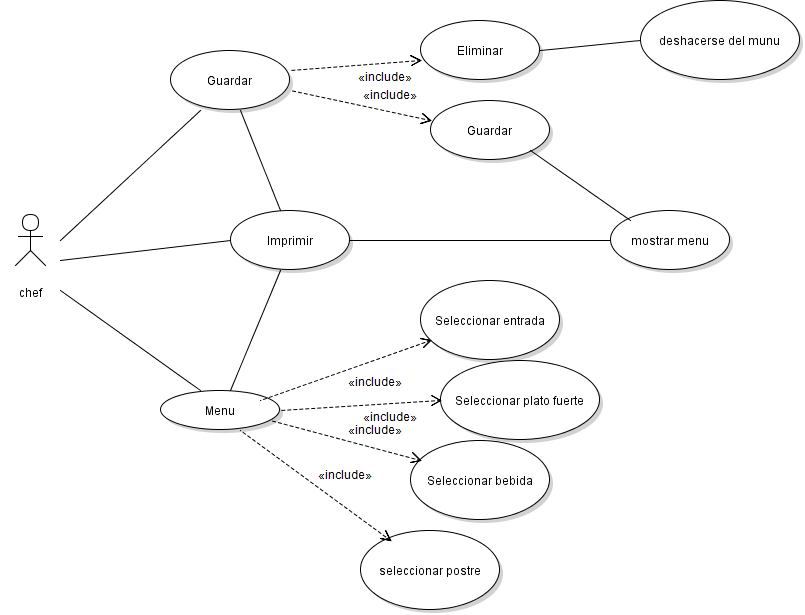 Eliminar
deshacerse del munu
Guardar
«include»
«include»
Guardar
Imprimir
mostrar menu
chef
Seleccionar entrada
«include»
Menu
Seleccionar plato fuerte
«include»
«include»
Seleccionar bebida
«include»
seleccionar postre